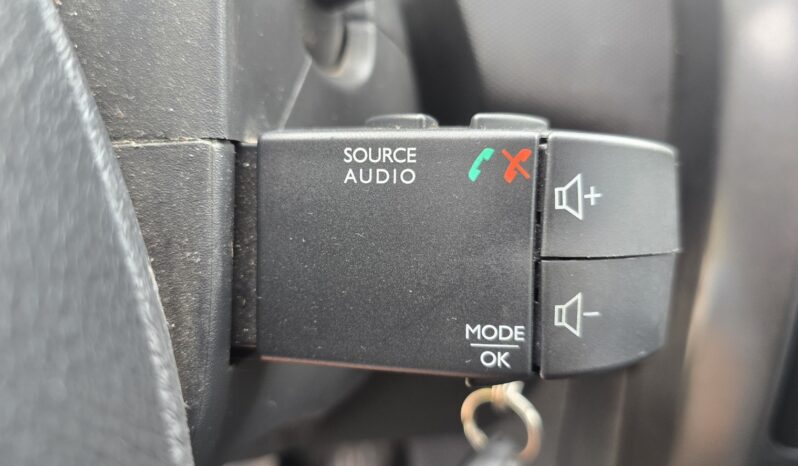 SOURCE
AUDIO
+
-
MODE
OK